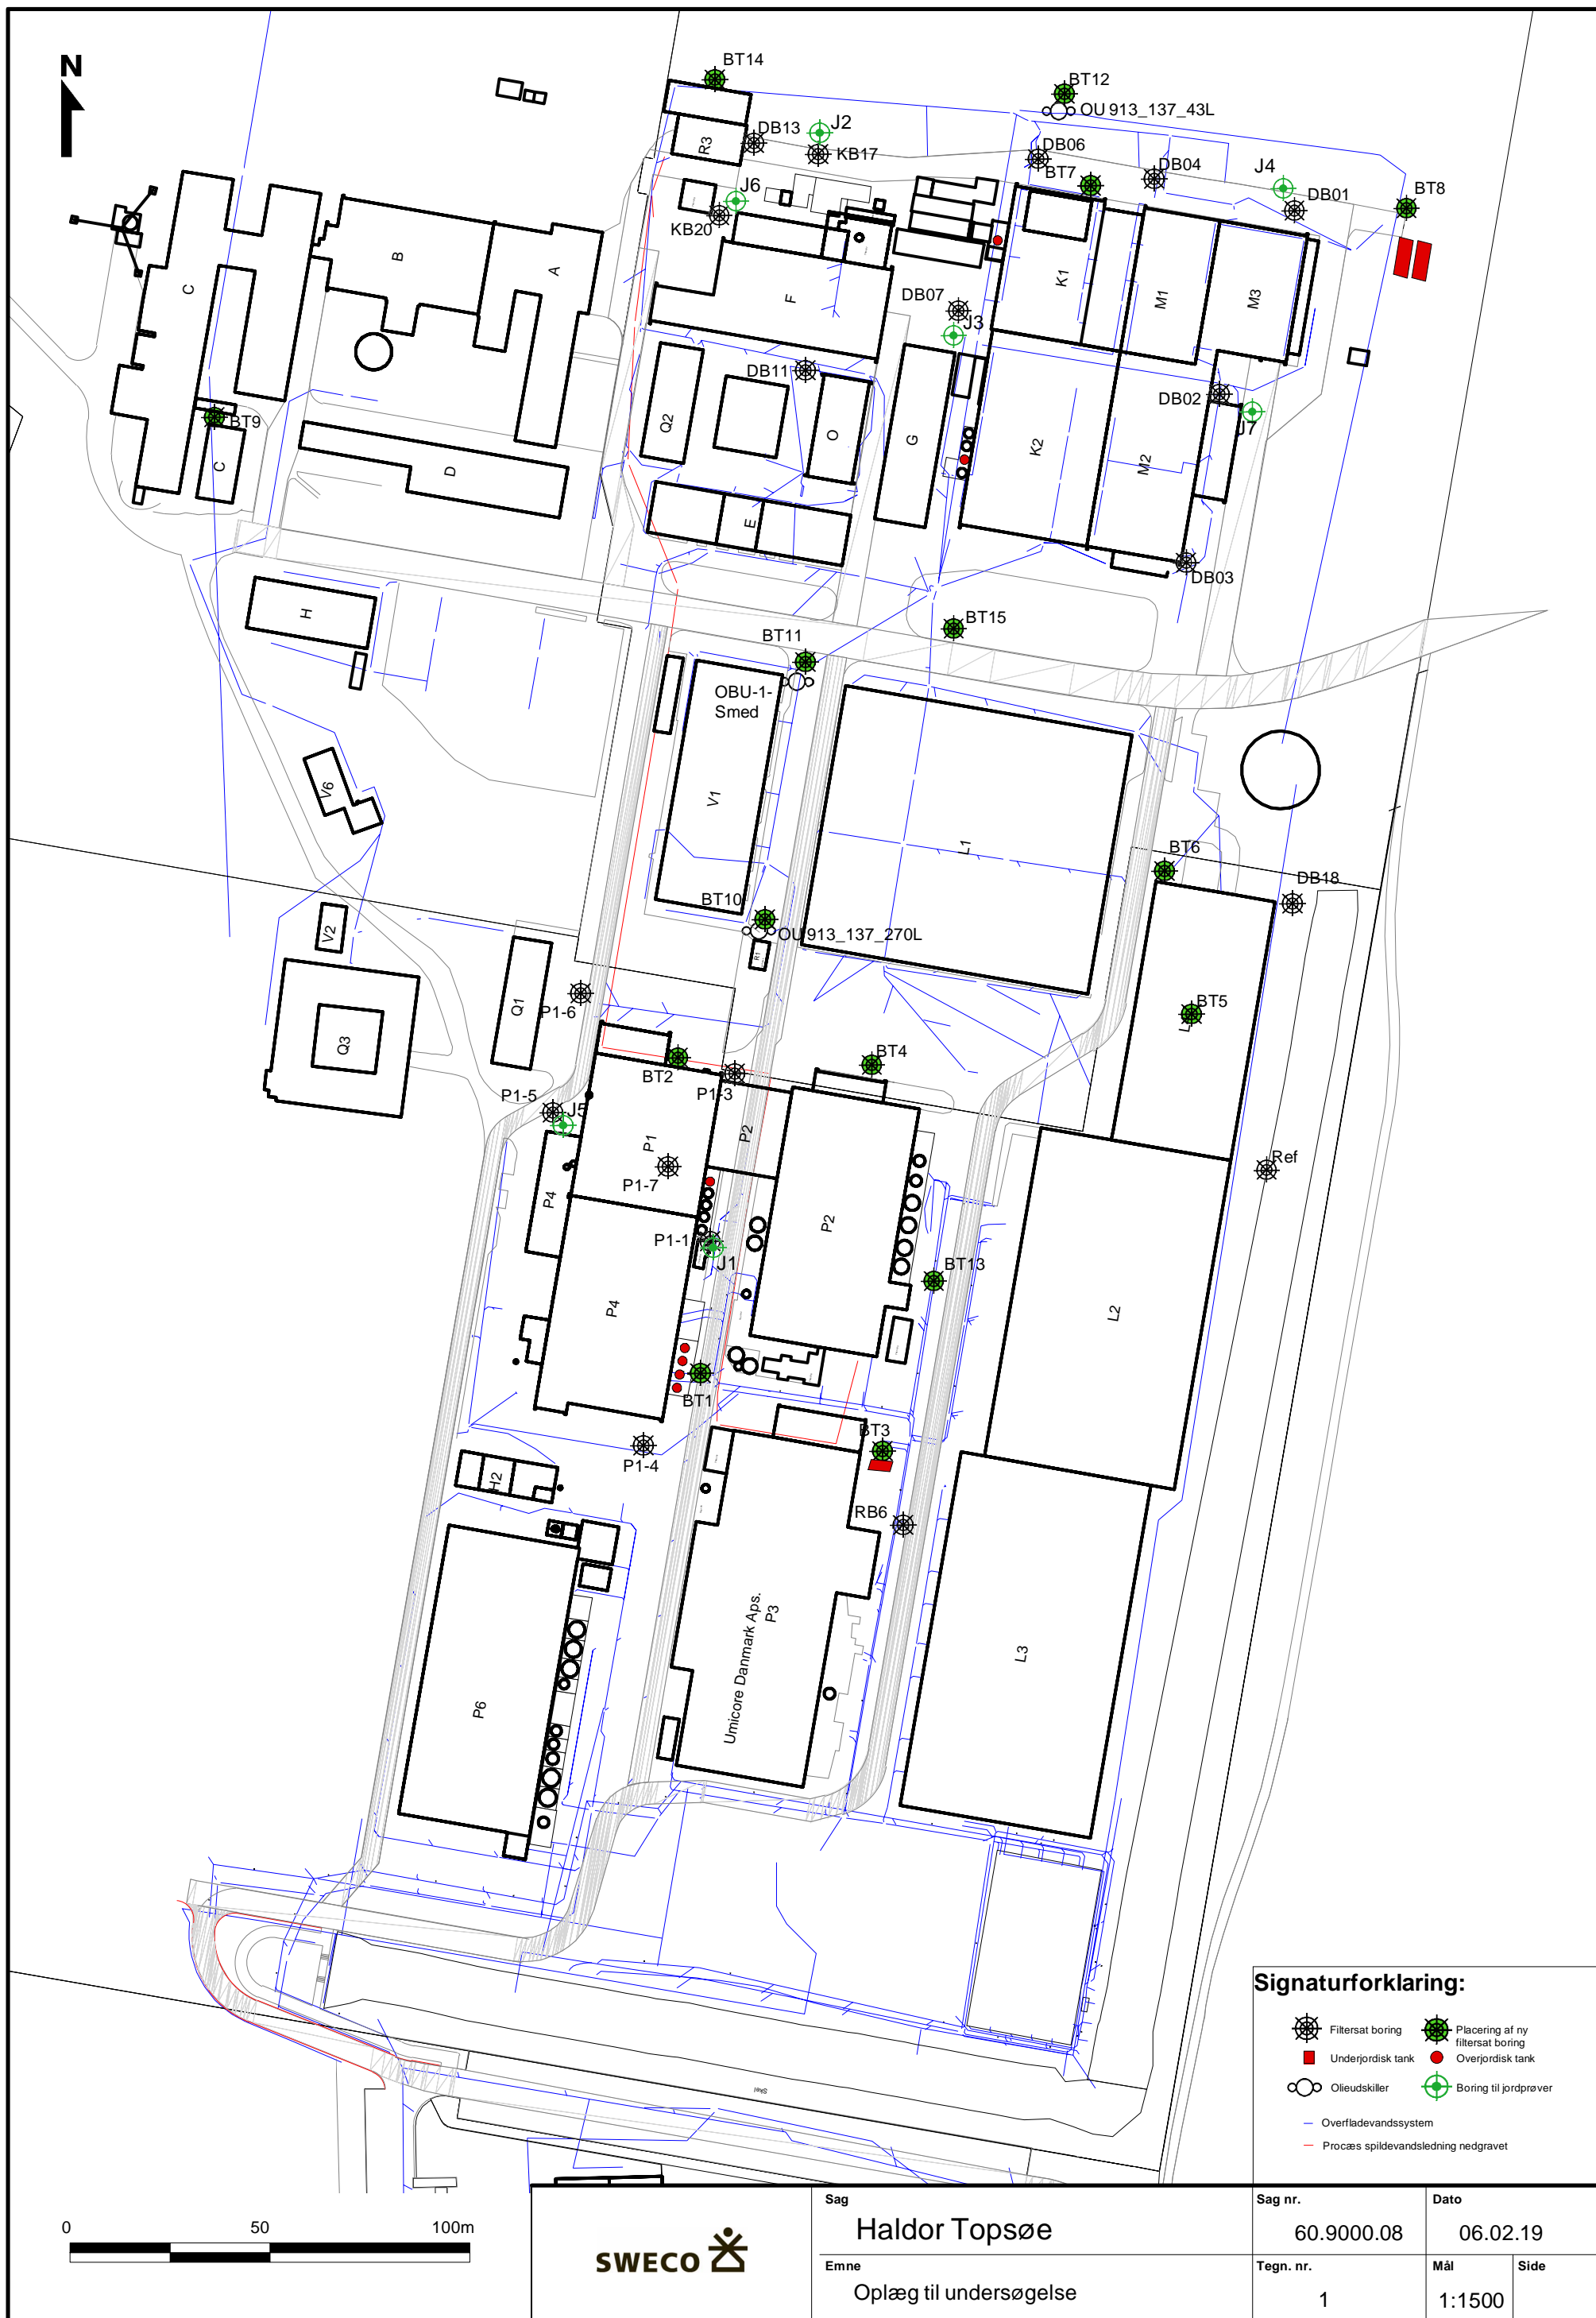 N
BT14
BT12
OU 913_137_43L
DB13
J2
KB17
R3
DB06
BT7
DB04
J4
DB01
BT8
J6
KB20
B
A
C
F
K1
M1
M3
DB07
J3
DB11
DB02
J7
BT9
C
D
Q2
O
G
K2
M2
E
DB03
H
BT15
BT11
OBU-1-
Smed
V6
V1
L1
BT6
DB18
BT10
OU 913_137_270L
V2
R1
Q1
P1-6
Q3
BT5
L
BT2
P1-3
BT4
P1-5
J5
P1
P2
P1-7
P4
Ref
P2
P1-1
J1
BT13
P4
L2
BT1
BT3
P1-4
H2
RB6
Umicore Danmark Aps.
P3
L3
P6
Skel
Signaturforklaring:
Filtersat boring
Placering af ny
filtersat boring
Underjordisk tank
Overjordisk tank
Olieudskiller
Boring til jordprøver
Overfladevandssystem
Procæs spildevandsledning nedgravet
0 50 100m
SWECO
Sag
Haldor Topsøe
Sag nr.
60.9000.08
Dato
06.02.19
Emne
Oplæg til undersøgelse
Tegn. nr.
1
Mål
1:1500
Side